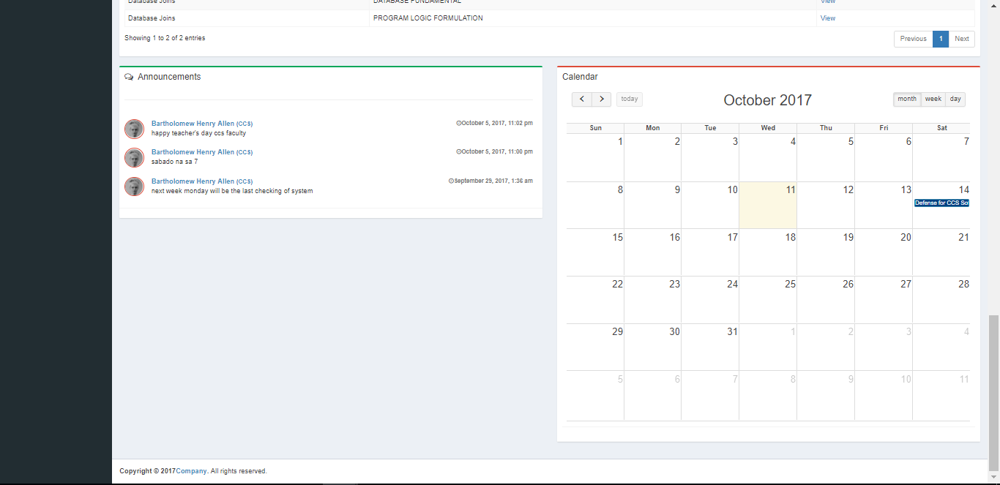 Database Joins DATABASE FUNDAMENTAL View
Database Joins PROGRAM LOGIC FORMULATION View
Showing 1 to 2 of 2 entries Previous 1 Next
Announcements
Bartholomew Henry Allen (CCS) October 5, 2017, 11:02 pm
happy teacher's day ccs faculty
Bartholomew Henry Allen (CCS) October 5, 2017, 11:00 pm
sabado na sa 7
Bartholomew Henry Allen (CCS) September 29, 2017, 1:36 am
next week monday will be the last checking of system
Calendar
today October 2017 month week day
Sun Mon Tue Wed Thu Fri Sat
1 2 3 4 5 6 7
8 9 10 11 12 13 14
Defense for CCS So
15 16 17 18 19 20 21
22 23 24 25 26 27 28
29 30 31 1 2 3 4
5 6 7 8 9 10 11
Copyright © 2017Company. All rights reserved.